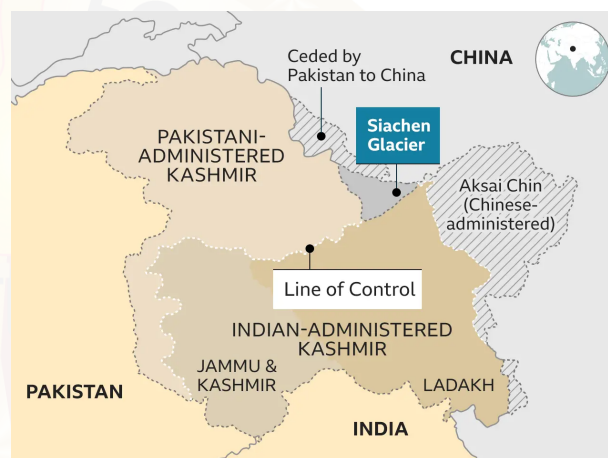 Ceded by
Pakistan to China
CHINA
Siachen
Glacier
PAKISTANI-
ADMINISTERED
KASHMIR
Aksai Chin
(Chinese-
administered)
Line of Control
INDIAN-ADMINISTERED
KASHMIR
JAMMU &
KASHMIR
LADAKH
PAKISTAN
INDIA